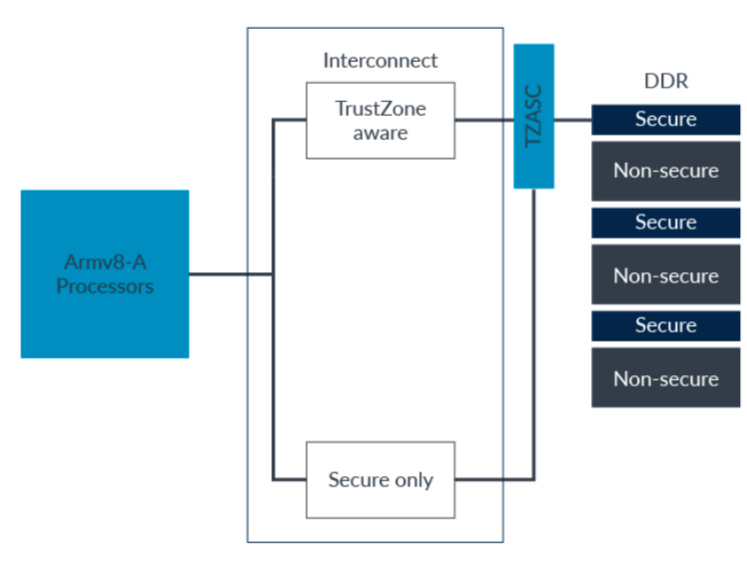 Interconnect
TrustZone
aware
TZASC
DDR
Secure
Non-secure
Secure
Non-secure
Secure
Non-secure
Armv8-A
Processors
Secure only